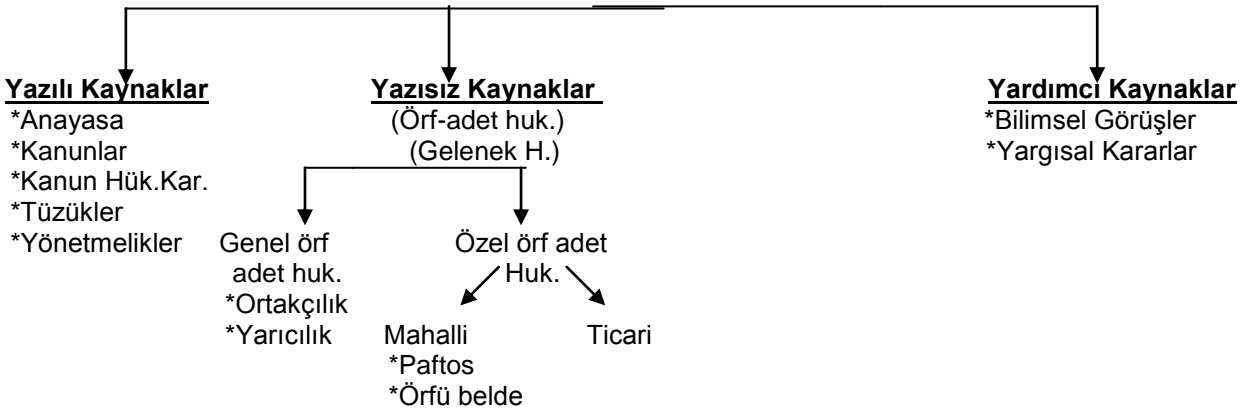 Yazılı Kaynaklar
*Anayasa
*Kanunlar
*Kanun Hük.Kar.
*Tüzükler
*Yönetmelikler
Yazısız Kaynaklar
(Örf-adet huk.)
(Gelenek H.)
Genel örf
adet huk.
*Ortakçılık
*Yarıcılık
Özel örf adet
Huk.
Mahalli
*Paftos
*Örfü belde
Ticari
Yardımcı Kaynaklar
*Bilimsel Görüşler
*Yargısal Kararlar